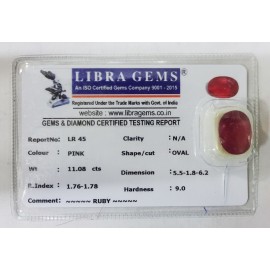 LIBRA GEMS
An-ISO Certified Gems Company 9001 - 2015
Registered Under the Trade Marks with Govt. of India
www.libragems.co.in
GEMS & DIAMOND CERTIFIED TESTING REPORT
ReportNo: LR 45 Clarity N/A
Colour : PINK Shape/cut : OVAL
Wt : 11.08 cts Dimension : 5.5-1.8-6.2
R.Index : 1.76-1.78 Hardness : 9.0
Comment ~~~~~ RUBY ~~~~~